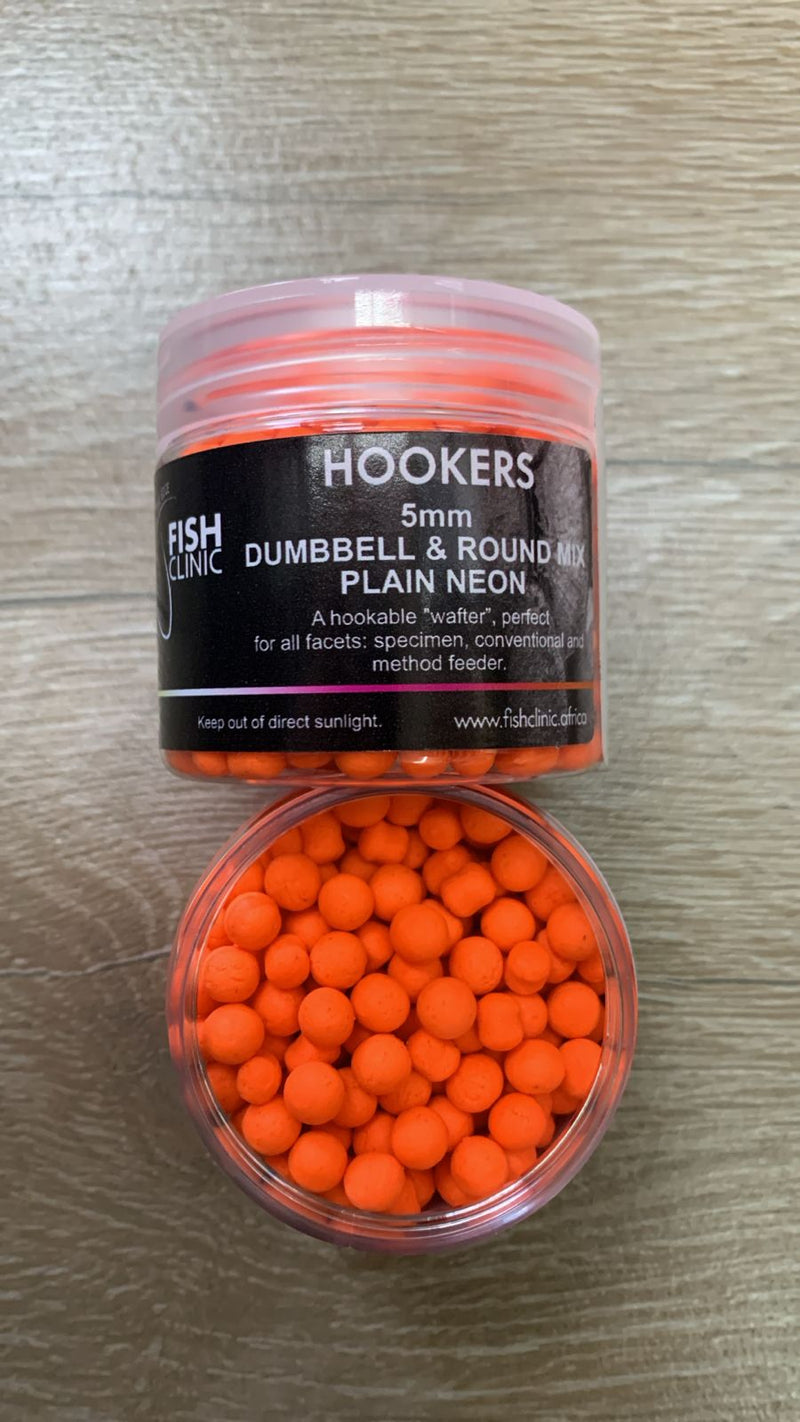 HOOKERS
5mm
FISH
CLINIC
DUMBBELL & ROUND MIX
PLAIN NEON
A hookable "wafter", perfect
for all facets: specimen, conventional and
method feeder.
Keep out of direct sunlight.
www.fishclinic.africa